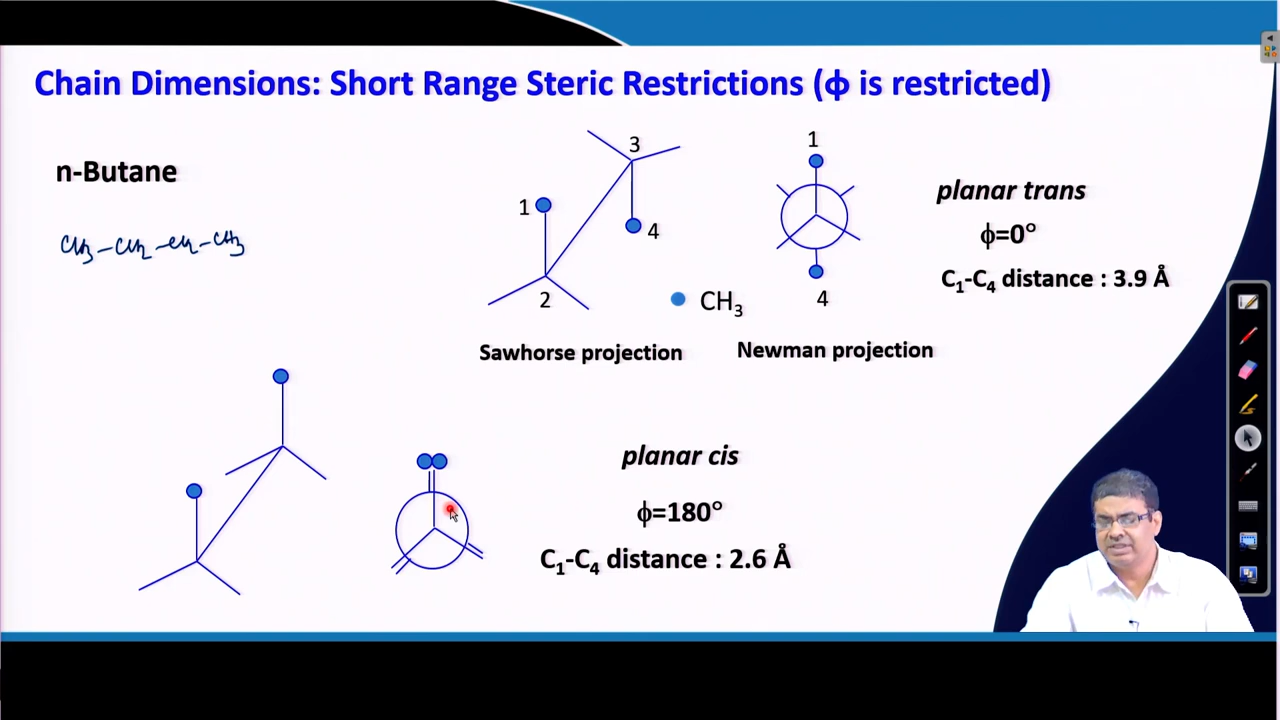 Chain Dimensions: Short Range Steric Restrictions (ϕ is restricted)
n-Butane
CH₃-CH₂-CH₂-CH₃
3
1
4
2
CH₃
Sawhorse projection
1
4
Newman projection
planar trans
ϕ=0°
C₁-C₄ distance : 3.9 Å
planar cis
ϕ=180°
C₁-C₄ distance : 2.6 Å